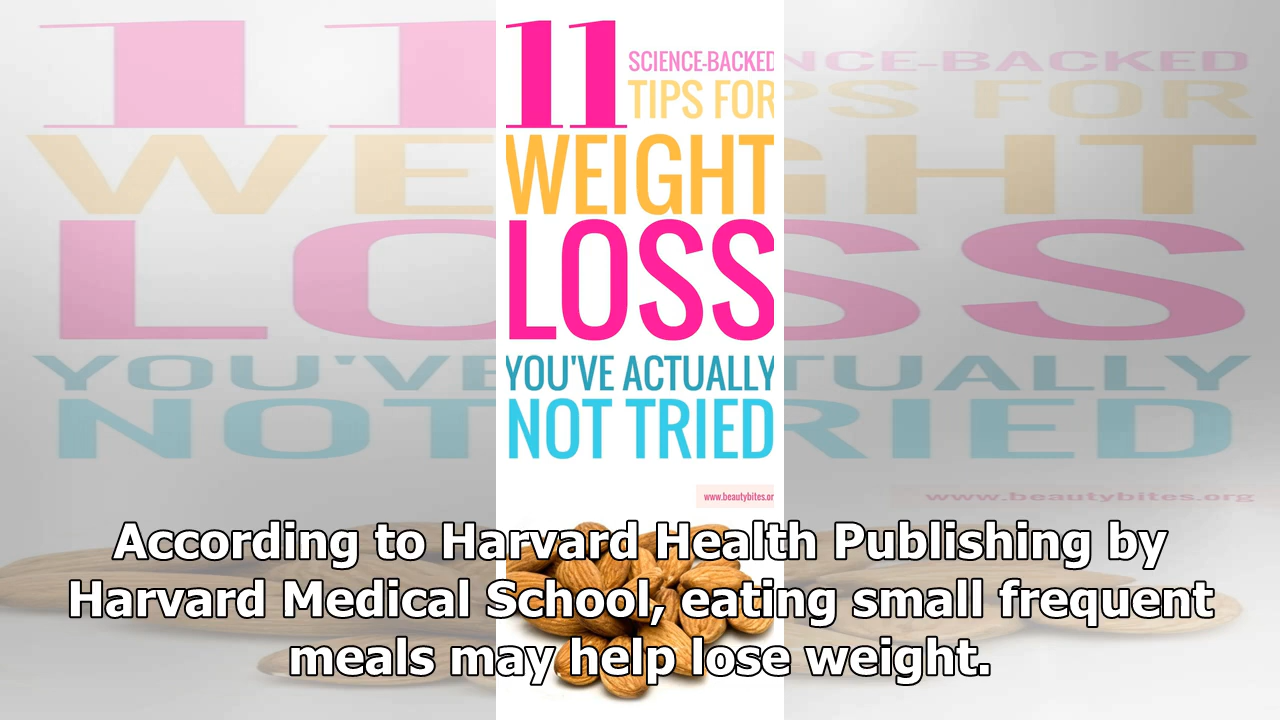 11 SCIENCE-BACKED
TIPS FOR
WEIGHT
LOSS
YOU'VE ACTUALLY
NOT TRIED
www.beautybites.org
According to Harvard Health Publishing by
Harvard Medical School, eating small frequent
meals may help lose weight.